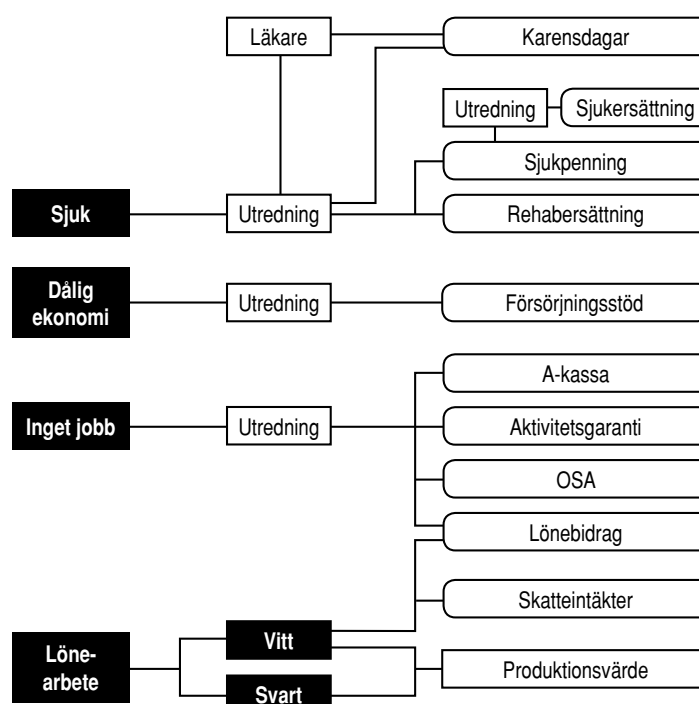 Läkare
Karensdagar
Utredning
Sjukersättning
Sjukpenning
Sjuk
Utredning
Rehabersättning
Dålig
ekonomi
Utredning
Försörjningsstöd
A-kassa
Inget jobb
Utredning
Aktivitetsgaranti
OSA
Lönebidrag
Skatteintäkter
Löne-
arbete
Vitt
Produktionsvärde
Svart